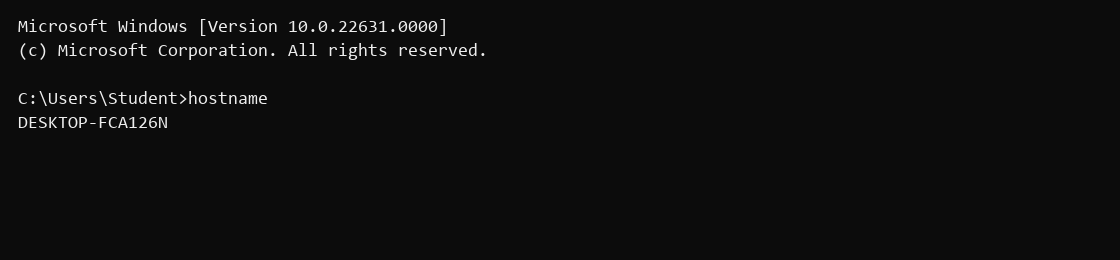 Microsoft Windows [Version 10.0.22631.0000]
(c) Microsoft Corporation. All rights reserved.
C:\Users\Student>hostname
DESKTOP-FCA126N